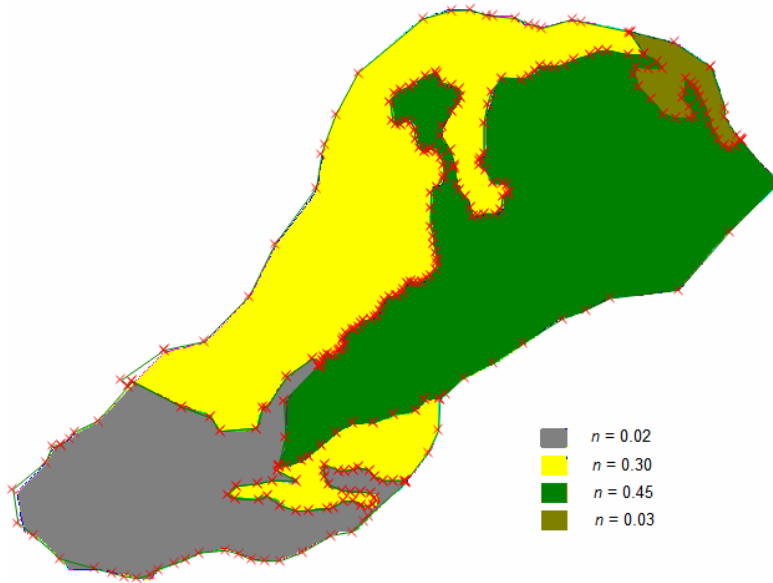 n = 0.02
n = 0.30
n = 0.45
n = 0.03